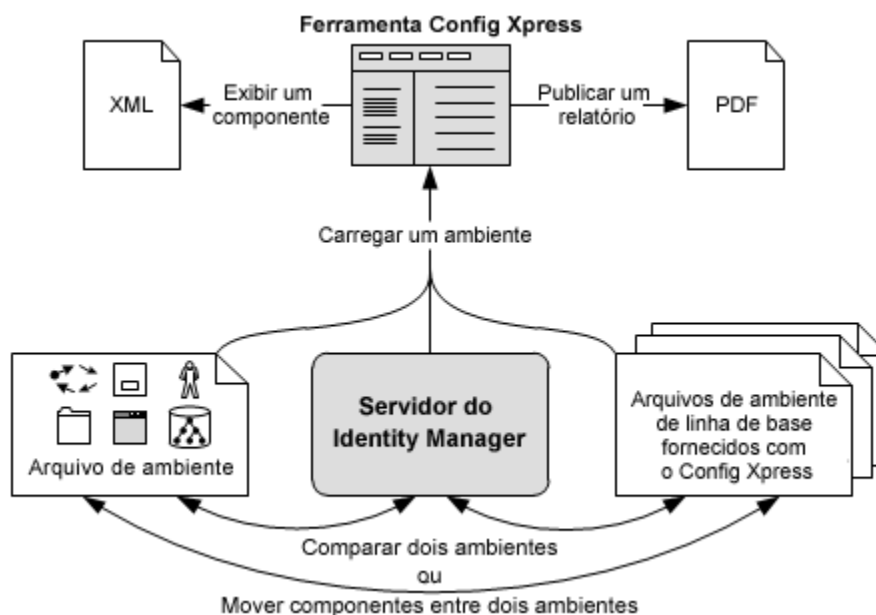 Ferramenta Config Xpress
XML
Exibir um
componente
Publicar um
relatório
PDF
Carregar um ambiente
Arquivo de ambiente
Servidor do
Identity Manager
Arquivos de ambiente
de linha de base
fornecidos com
o Config Xpress
Comparar dois ambientes
ou
Mover componentes entre dois ambientes